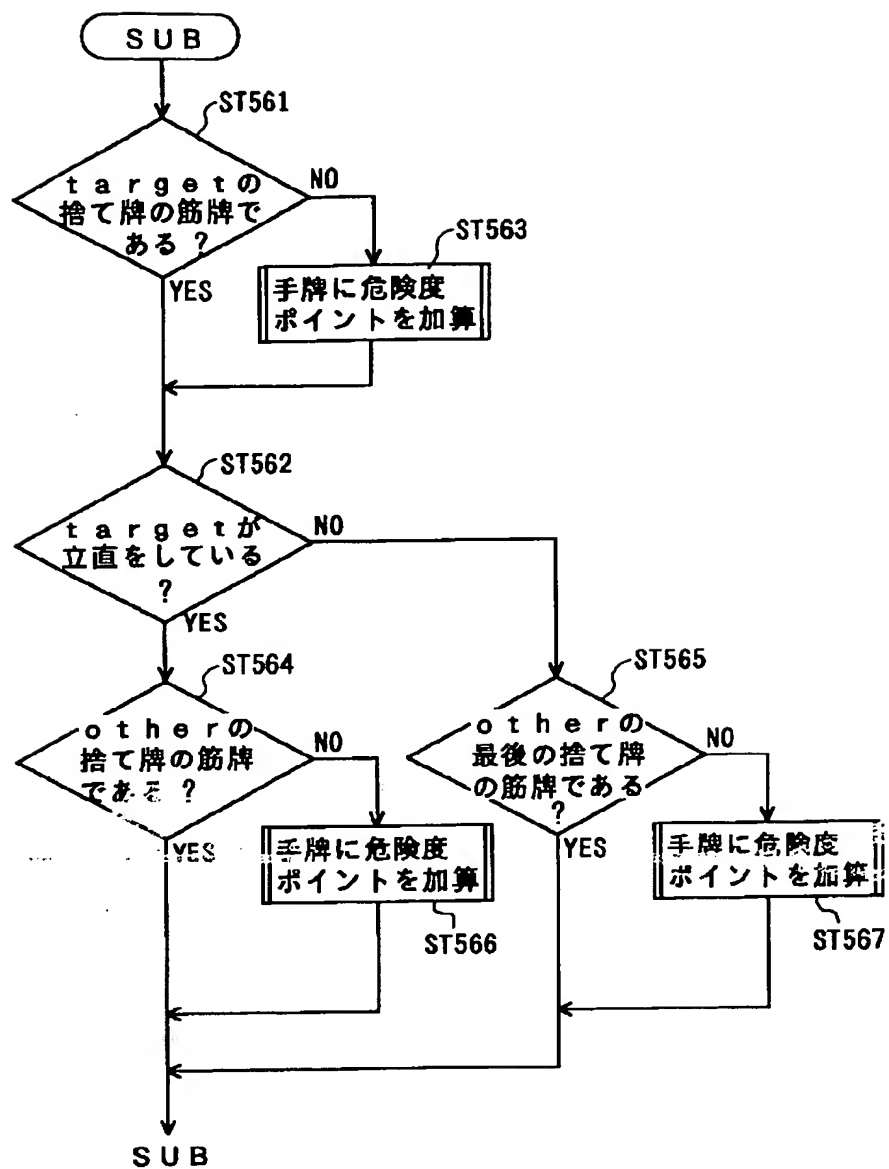 SUB
ST561
targetの
捨て牌の筋牌で
ある?
NO
YES
ST563
手牌に危険度
ポイントを加算
ST562
targetが
立直をしている
?
NO
YES
ST564
otherの
捨て牌の筋牌
である?
NO
YES
ST565
otherの
最後の捨て牌
の筋牌である
?
NO
YES
手牌に危険度
ポイントを加算
ST566
手牌に危険度
ポイントを加算
ST567
SUB